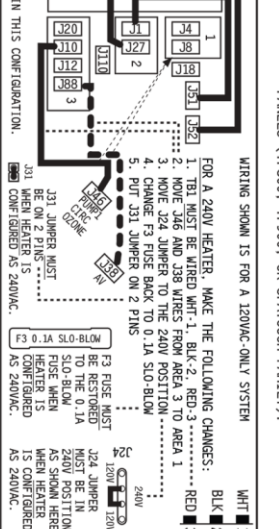 WIRING SHOWN IS FOR A 120VAC-ONLY SYSTEM
FOR A 240V HEATER, MAKE THE FOLLOWING CHANGES:
1. TB1 MUST BE WIRED WHT-1, BLK-2, RED-3
2. MOVE J46 AND J38 WIRES FROM AREA 3 TO AREA 1
3. MOVE J24 JUMPER TO THE 240V POSITION
4. CHANGE F3 FUSE BACK TO 0.1A SLO-BLOW
5. PUT J31 JUMPER ON 2 PINS
WHT
BLK
RED
J20
J10
J12
J88
3
J110
J1
J27
2
J4
J8
1
J18
J51
J52
J46
PUMP
CIRC
OZONE
J38
AV
IN THIS CONFIGURATION.
J31
J31 JUMPER MUST
BE ON 2 PINS
WHEN HEATER IS
CONFIGURED AS 240VAC.
F3 0.1A SLO-BLOW
F3 FUSE MUST
BE RESTORED
TO THE 0.1A
SLO-BLOW
FUSE WHEN
HEATER IS
CONFIGURED
AS 240VAC.
J24
240V
120V
120V
J24 JUMPER
MUST BE IN
240V POSITION
AS SHOWN HERE
WHEN HEATER
IS CONFIGURED
AS 240VAC.